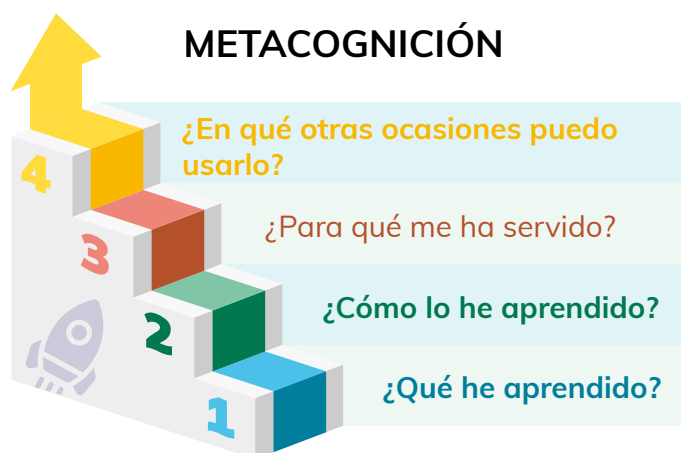 METACOGNICIÓN
4
¿En qué otras ocasiones puedo
usarlo?
3
¿Para qué me ha servido?
2
¿Cómo lo he aprendido?
1
¿Qué he aprendido?